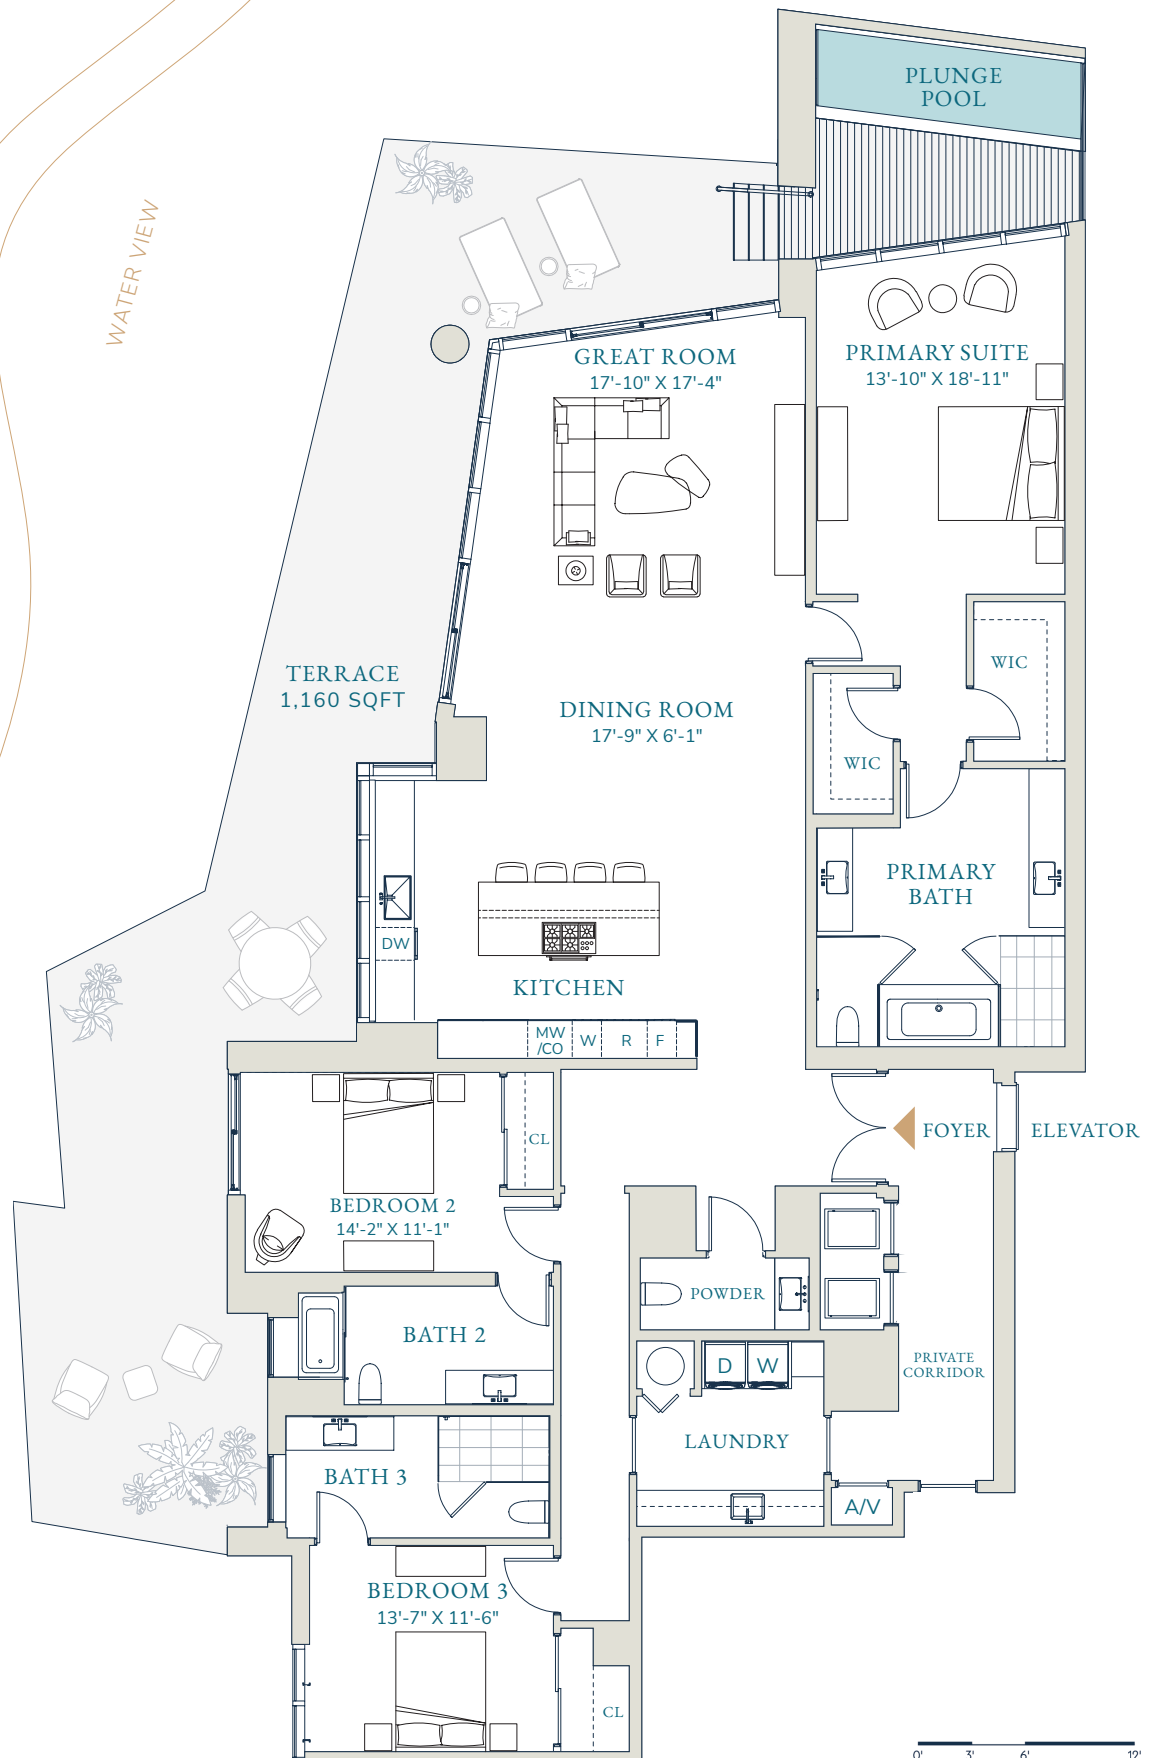 PLUNGE
POOL
WATER VIEW
GREAT ROOM
17'-10" X 17'-4"
PRIMARY SUITE
13'-10" X 18'-11"
TERRACE
1,160 SQFT
WIC
DINING ROOM
17'-9" X 6'-1"
WIC
PRIMARY
BATH
DW
KITCHEN
MW
/CO
W
R
F
CL
FOYER
ELEVATOR
BEDROOM 2
14'-2" X 11'-1"
POWDER
BATH 2
D
W
PRIVATE
CORRIDOR
LAUNDRY
BATH 3
A/V
BEDROOM 3
13'-7" X 11'-6"
CL
0' 3' 6' 12'